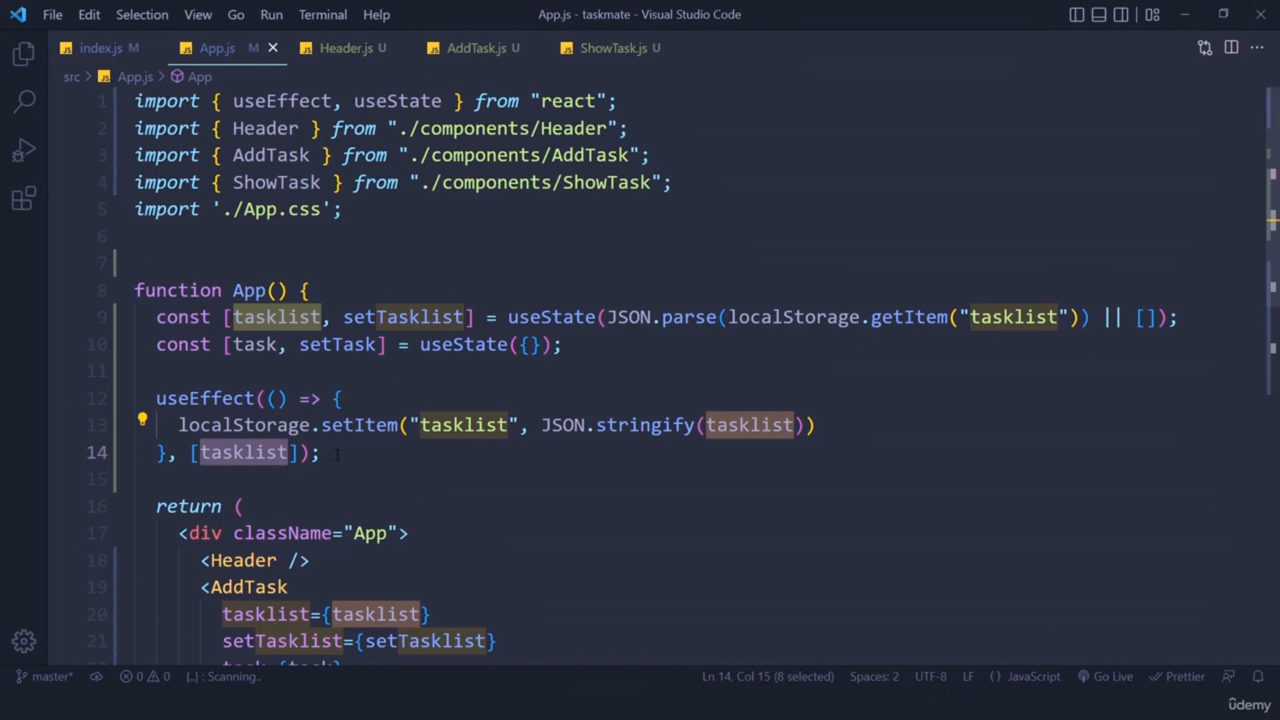 File Edit Selection View Go Run Terminal Help App.js - taskmate - Visual Studio Code
index.js M App.js M Header.js U AddTask.js U ShowTask.js U
src > App.js > App
1 import { useEffect, useState } from "react";
2 import { Header } from "./components/Header";
3 import { AddTask } from "./components/AddTask";
4 import { ShowTask } from "./components/ShowTask";
5 import './App.css';
6
7
8 function App() {
9 const [tasklist, setTasklist] = useState(JSON.parse(localStorage.getItem("tasklist")) || []);
10 const [task, setTask] = useState({});
11
12 useEffect(() => {
13 localStorage.setItem("tasklist", JSON.stringify(tasklist))
14 }, [tasklist]);
15
16 return (
17 <div className="App">
18 <Header />
19 <AddTask
20 tasklist={tasklist}
21 setTasklist={setTasklist}
master* 0 0 {..} : Scanning.. Ln 14, Col 15 (8 selected) Spaces: 2 UTF-8 LF {} JavaScript Go Live Prettier
ûdemy